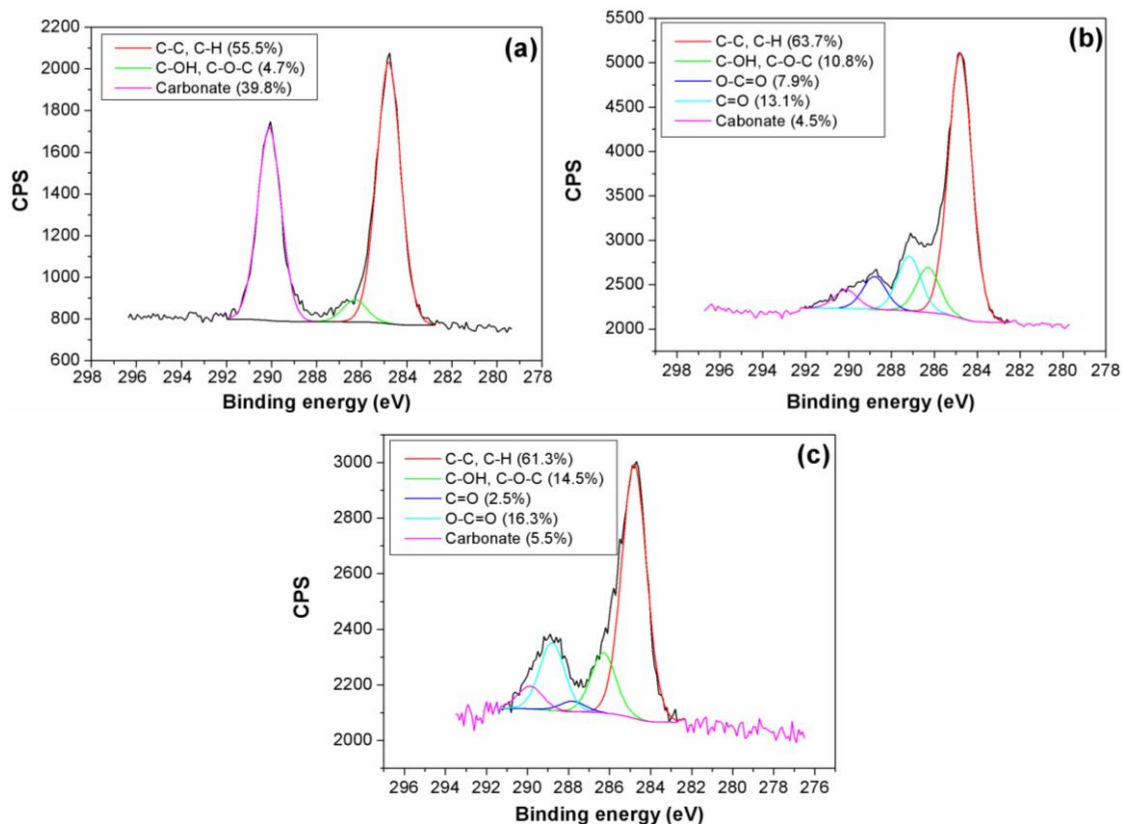 (a)
C-C, C-H (55.5%)
C-OH, C-O-C (4.7%)
Carbonate (39.8%)
2200
2000
1800
1600
1400
1200
1000
800
600
CPS
298 296 294 292 290 288 286 284 282 280 278
Binding energy (eV)
(b)
C-C, C-H (63.7%)
C-OH, C-O-C (10.8%)
O-C=O (7.9%)
C=O (13.1%)
Cabonate (4.5%)
5500
5000
4500
4000
3500
3000
2500
2000
CPS
298 296 294 292 290 288 286 284 282 280 278
Binding energy (eV)
(c)
C-C, C-H (61.3%)
C-OH, C-O-C (14.5%)
C=O (2.5%)
O-C=O (16.3%)
Carbonate (5.5%)
3000
2800
2600
2400
2200
2000
CPS
296 294 292 290 288 286 284 282 280 278 276
Binding energy (eV)